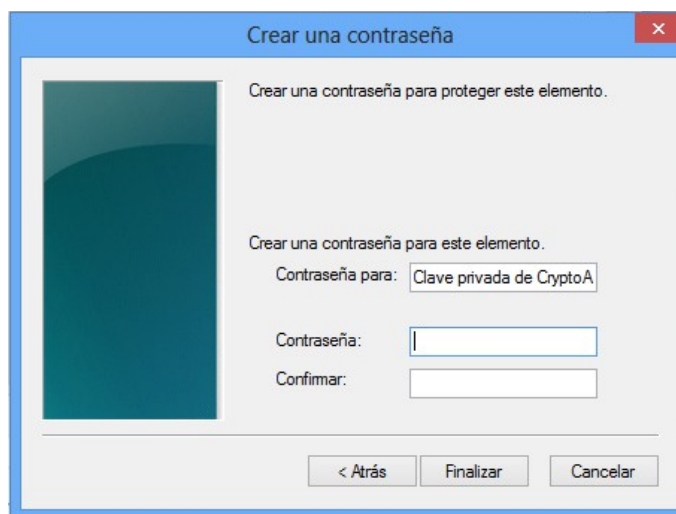 Crear una contraseña
Crear una contraseña para proteger este elemento.
Crear una contraseña para este elemento.
Contraseña para: Clave privada de CryptoA
Contraseña:
Confirmar:
< Atrás Finalizar Cancelar